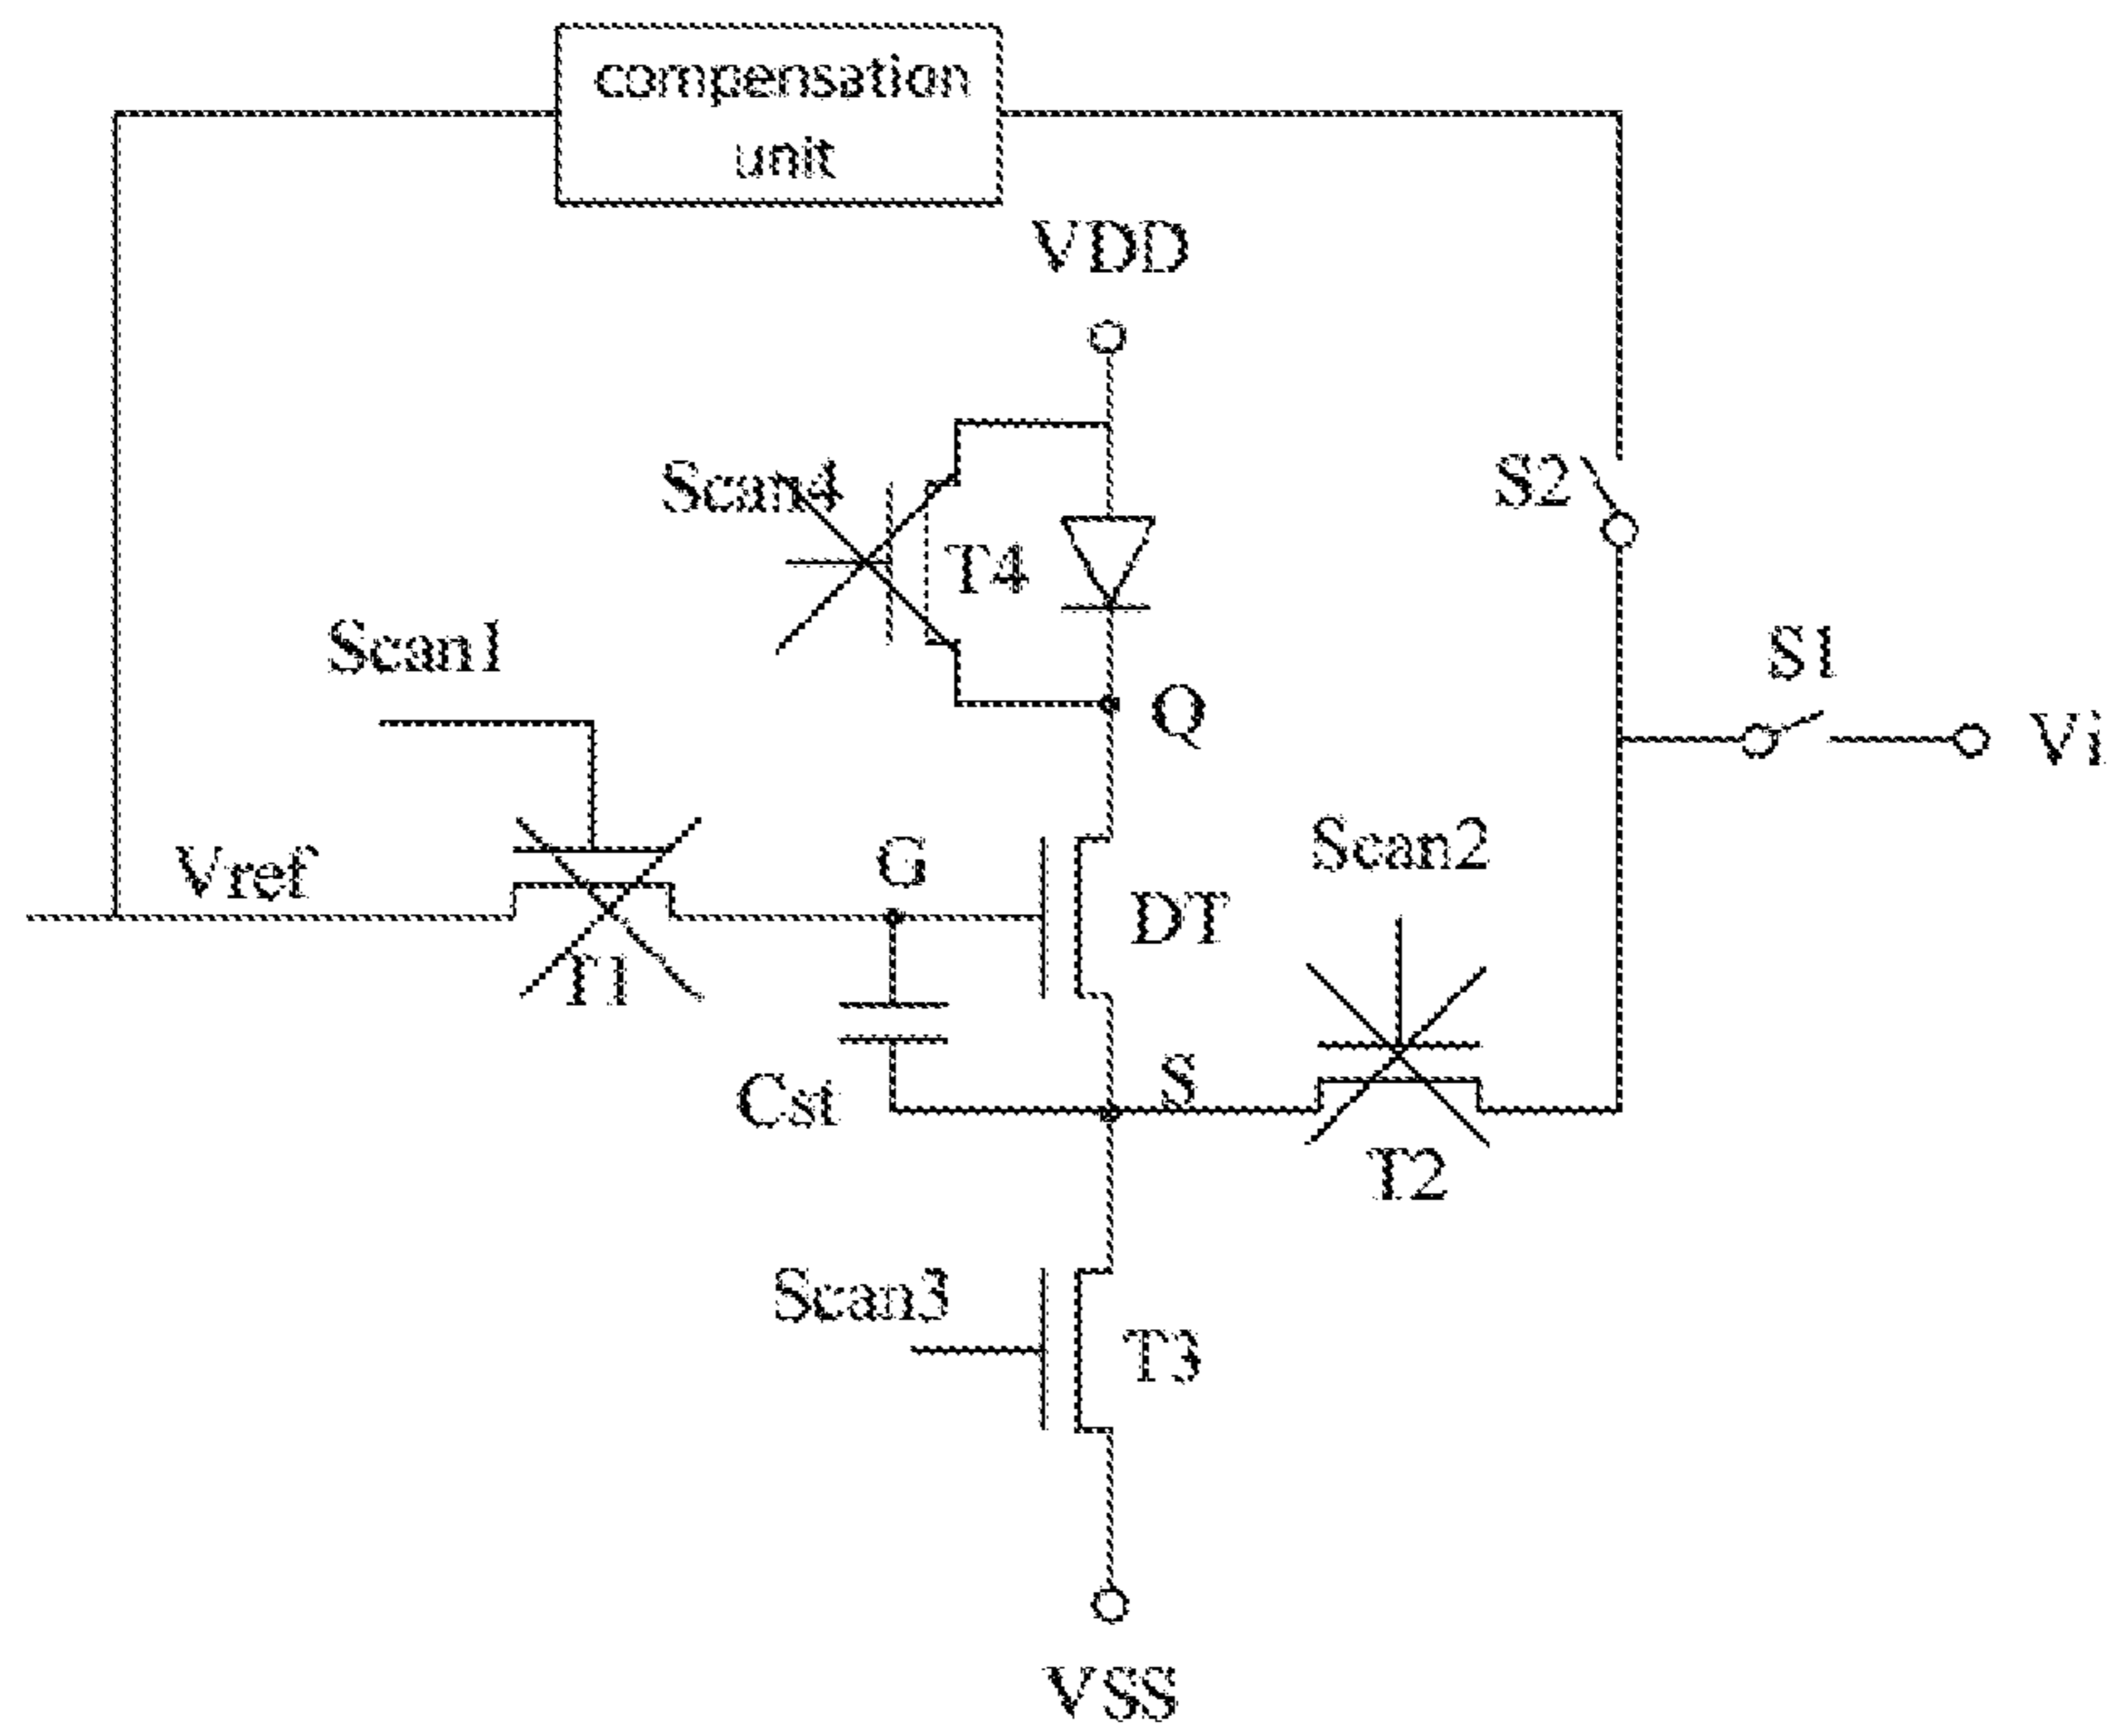 compensation
unit
VDD
Scan4
T4
S2
Scan1
Q
S1
Vi
Vref
G
DT
Scan2
T1
Cst
S
T2
Scan3
T3
VSS